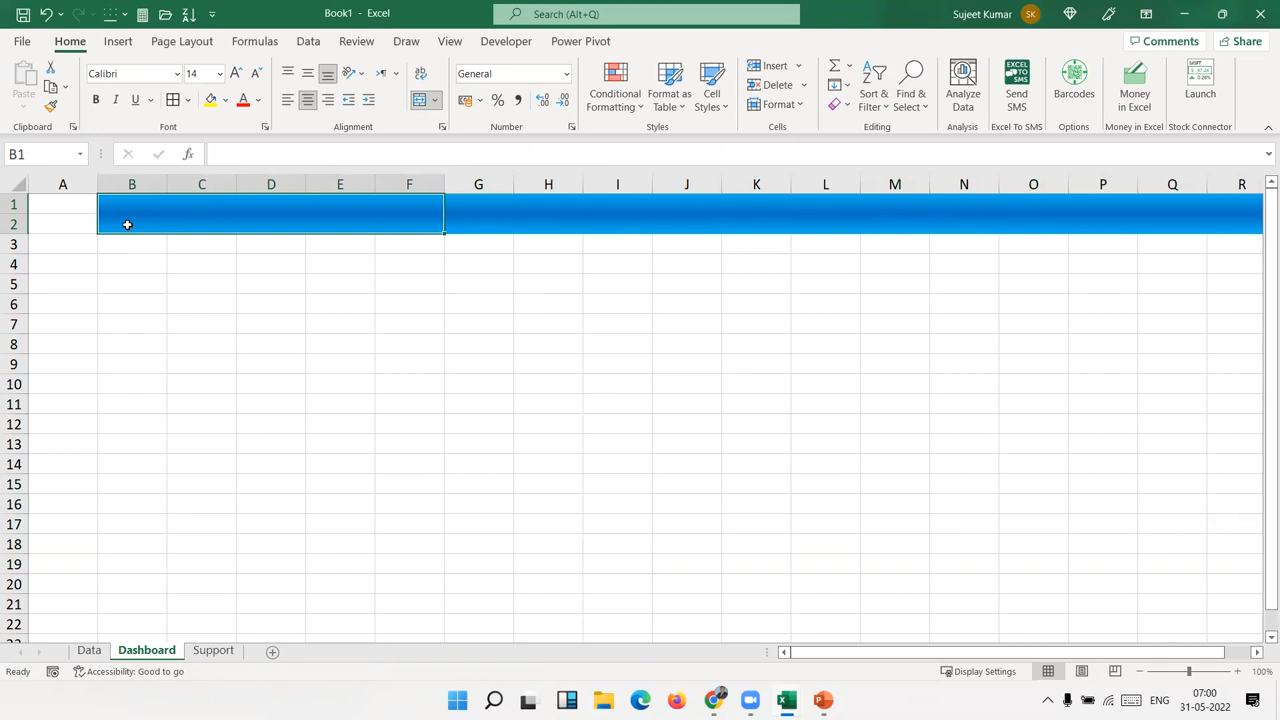 Book1 - Excel
Search (Alt+Q)
Sujeet Kumar
SK
File Home Insert Page Layout Formulas Data Review View Draw Developer Power Pivot
Comments Share
Paste
Calibri 14
B I U
General
Conditional Formatting
Format as Table
Cell Styles
Insert
Delete
Format
Sort & Filter
Find & Select
Analyze Data
Send SMS
Barcodes
Money in Excel
Launch
Clipboard Font Alignment Number Styles Cells Editing Analysis Excel To SMS Options Money in Excel Stock Connector
B1
fx
A B C D E F G H I J K L M N O P Q R
1
2
3
4
5
6
7
8
9
10
11
12
13
14
15
16
17
18
19
20
21
22
Data Dashboard Support
Ready Accessibility: Good to go Display Settings 100%
ENG 07:00
31-05-2022